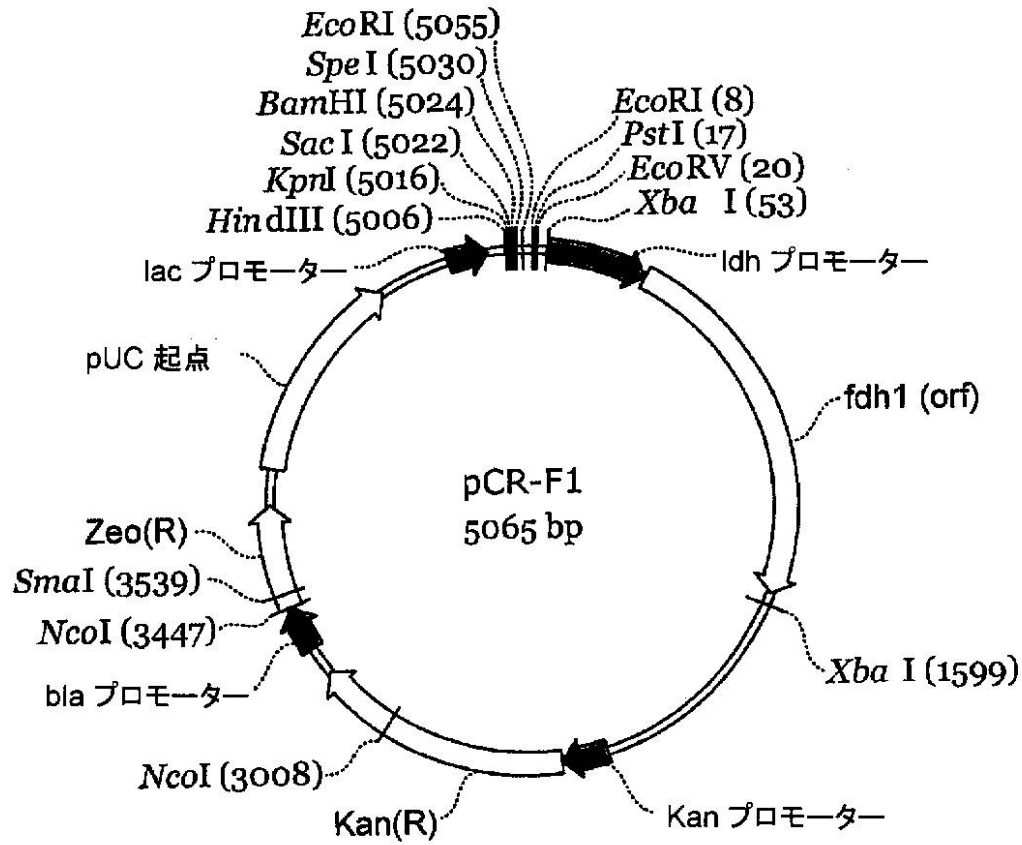 EcoRI (5055)
SpeI (5030)
BamHI (5024)
SacI (5022)
KpnI (5016)
HindIII (5006)
lac プロモーター
EcoRI (8)
PstI (17)
EcoRV (20)
Xba I (53)
ldh プロモーター
pUC 起点
fdh1 (orf)
pCR-F1
5065 bp
Zeo(R)
SmaI (3539)
NcoI (3447)
bla プロモーター
Xba I (1599)
NcoI (3008)
Kan(R)
Kan プロモーター